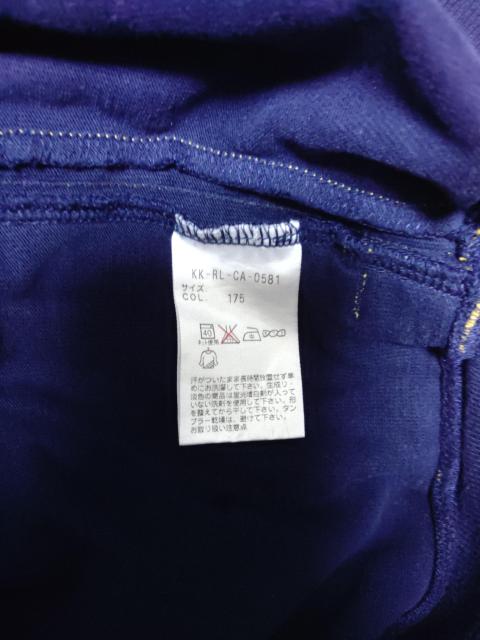 KK-RL-CA-0581
サイズ.
COL. 175
40
ネット使用
汗がついたまま長時間放置せず早
めにお洗濯して下さい。生成り・
淡色の商品は蛍光増白剤が入って
いない洗剤を使用して下さい。形
を整えてから干して下さい。タン
ブラー乾燥は、避けて下さい。
お取り扱い注意点